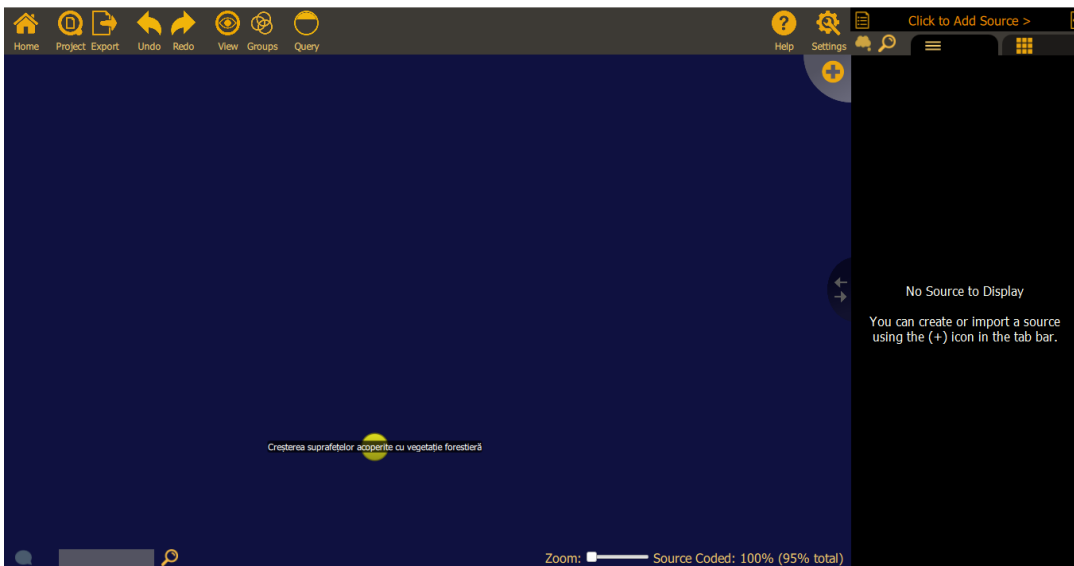 Home
Project
Export
Undo
Redo
View
Groups
Query
Help
Settings
Click to Add Source >
No Source to Display
You can create or import a source
using the (+) icon in the tab bar.
Creșterea suprafețelor acoperite cu vegetație forestieră
Zoom:
Source Coded: 100% (95% total)